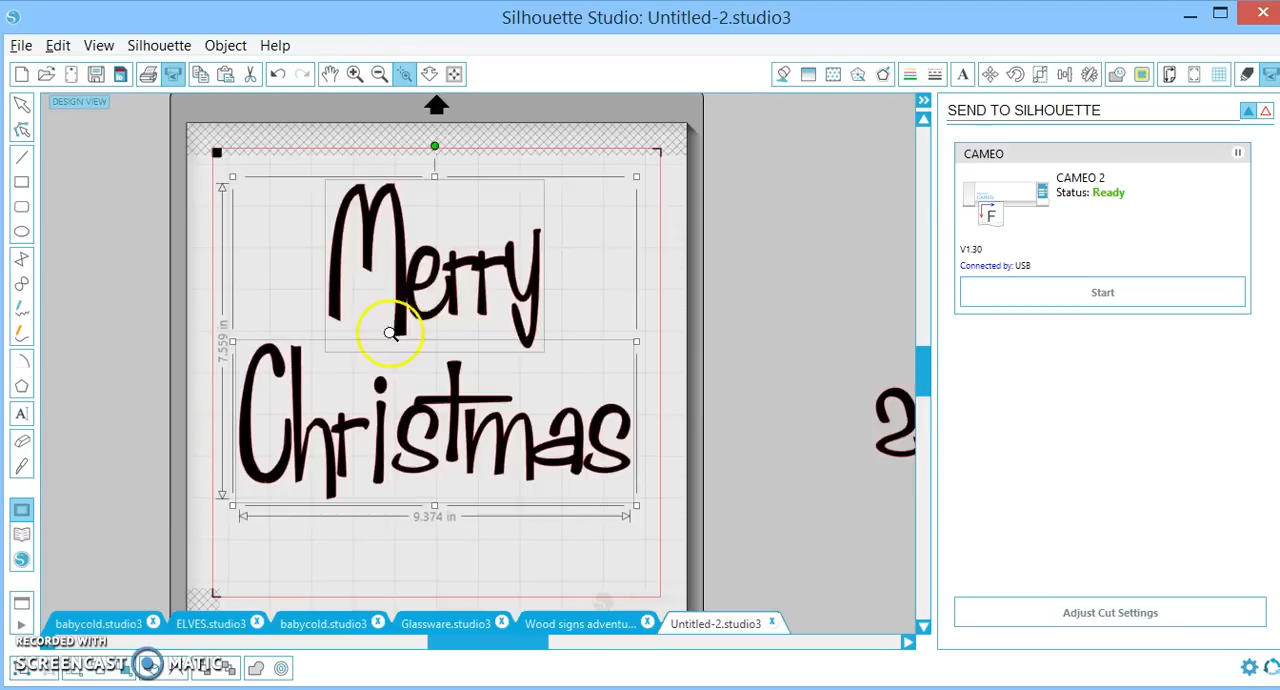 Silhouette Studio: Untitled-2.studio3
File Edit View Silhouette Object Help
DESIGN VIEW
SEND TO SILHOUETTE
CAMEO
CAMEO 2
Status: Ready
F
V1.30
Connected by: USB
Start
Merry
7.559 in
Christmas
2
9.374 in
Adjust Cut Settings
babycold.studio3 ELVES.studio3 babycold.studio3 Glassware.studio3 Wood signs adventu... Untitled-2.studio3
RECORDED WITH
SCREENCAST MATIC